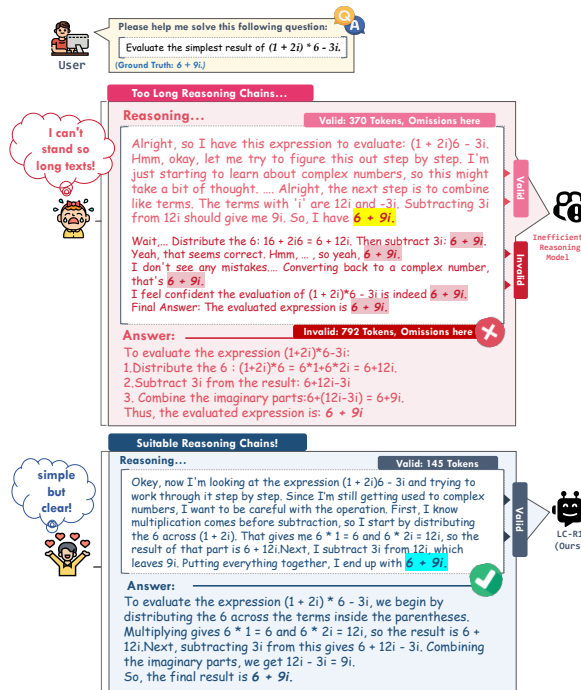 Please help me solve this following question:
Q A
Evaluate the simplest result of (1 + 2i) * 6 - 3i.
User
(Ground Truth: 6 + 9i.)
Too Long Reasoning Chains...
Reasoning...
Valid: 370 Tokens, Omissions here
I can't
stand so
long texts!
Alright, so I have this expression to evaluate: (1 + 2i)6 - 3i.
Hmm, okay, let me try to figure this out step by step. I'm
just starting to learn about complex numbers, so this might
take a bit of thought. .... Alright, the next step is to combine
like terms. The terms with 'i' are 12i and -3i. Subtracting 3i
from 12i should give me 9i. So, I have 6 + 9i.
Valid
Wait,... Distribute the 6: 16 + 2i6 = 6 + 12i. Then subtract 3i: 6 + 9i.
Yeah, that seems correct. Hmm, ... , so yeah, 6 + 9i.
I don't see any mistakes.... Converting back to a complex number,
that's 6 + 9i.
I feel confident the evaluation of (1 + 2i)*6 - 3i is indeed 6 + 9i.
Final Answer: The evaluated expression is 6 + 9i.
Invalid
Inefficient
Reasoning
Model
Invalid: 792 Tokens, Omissions here
Answer:
To evaluate the expression (1+2i)*6-3i:
1.Distribute the 6 : (1+2i)*6 = 6*1+6*2i = 6+12i.
2.Subtract 3i from the result: 6+12i-3i
3. Combine the imaginary parts:6+(12i-3i) = 6+9i.
Thus, the evaluated expression is: 6 + 9i
Suitable Reasoning Chains!
Reasoning...
Valid: 145 Tokens
simple
but
clear!
Okey, now I'm looking at the expression (1 + 2i)6 - 3i and trying to
work through it step by step. Since I'm still getting used to complex
numbers, I want to be careful with the operation. First, I know
multiplication comes before subtraction, so I start by distributing
the 6 across (1 + 2i). That gives me 6 * 1 = 6 and 6 * 2i = 12i, so the
result of that part is 6 + 12i.Next, I subtract 3i from 12i, which
leaves 9i. Putting everything together, I end up with 6 + 9i.
Valid
LC-R1
(Ours
Answer:
To evaluate the expression (1 + 2i) * 6 - 3i, we begin by
distributing the 6 across the terms inside the parentheses.
Multiplying gives 6 * 1 = 6 and 6 * 2i = 12i, so the result is 6 +
12i.Next, subtracting 3i from this gives 6 + 12i - 3i. Combining
the imaginary parts, we get 12i - 3i = 9i.
So, the final result is 6 + 9i.